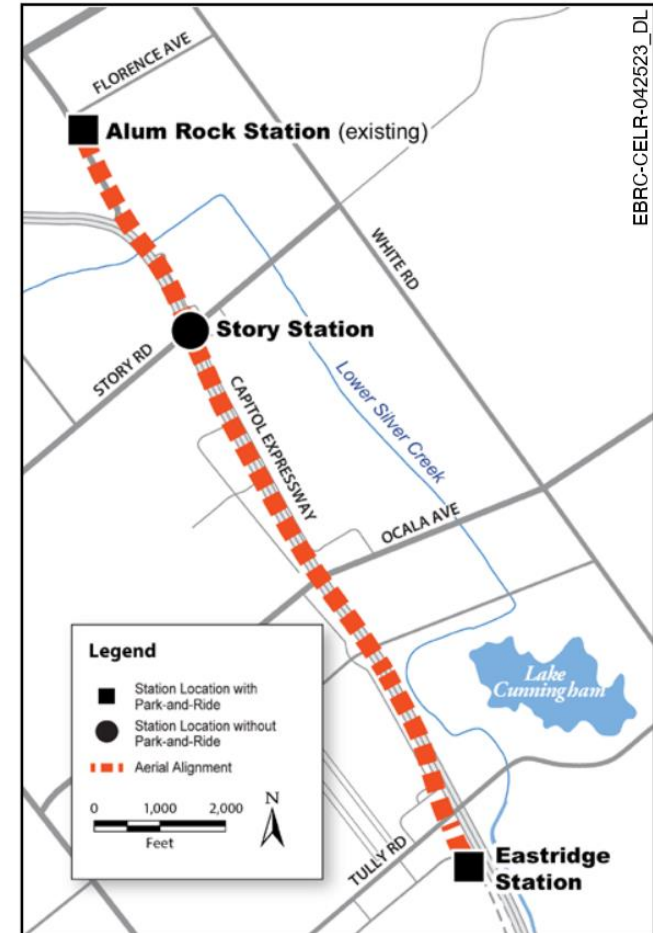 EBRC-CELR-042523_DL
FLORENCE AVE
Alum Rock Station (existing)
WHITE RD
Story Station
STORY RD
CAPITOL EXPRESSWAY
Lower Silver Creek
OCALA AVE
Lake
Cunningham
Legend
Station Location with
Park-and-Ride
Station Location without
Park-and-Ride
Aerial Alignment
0 1,000 2,000
Feet
N
TULLY RD
Eastridge
Station